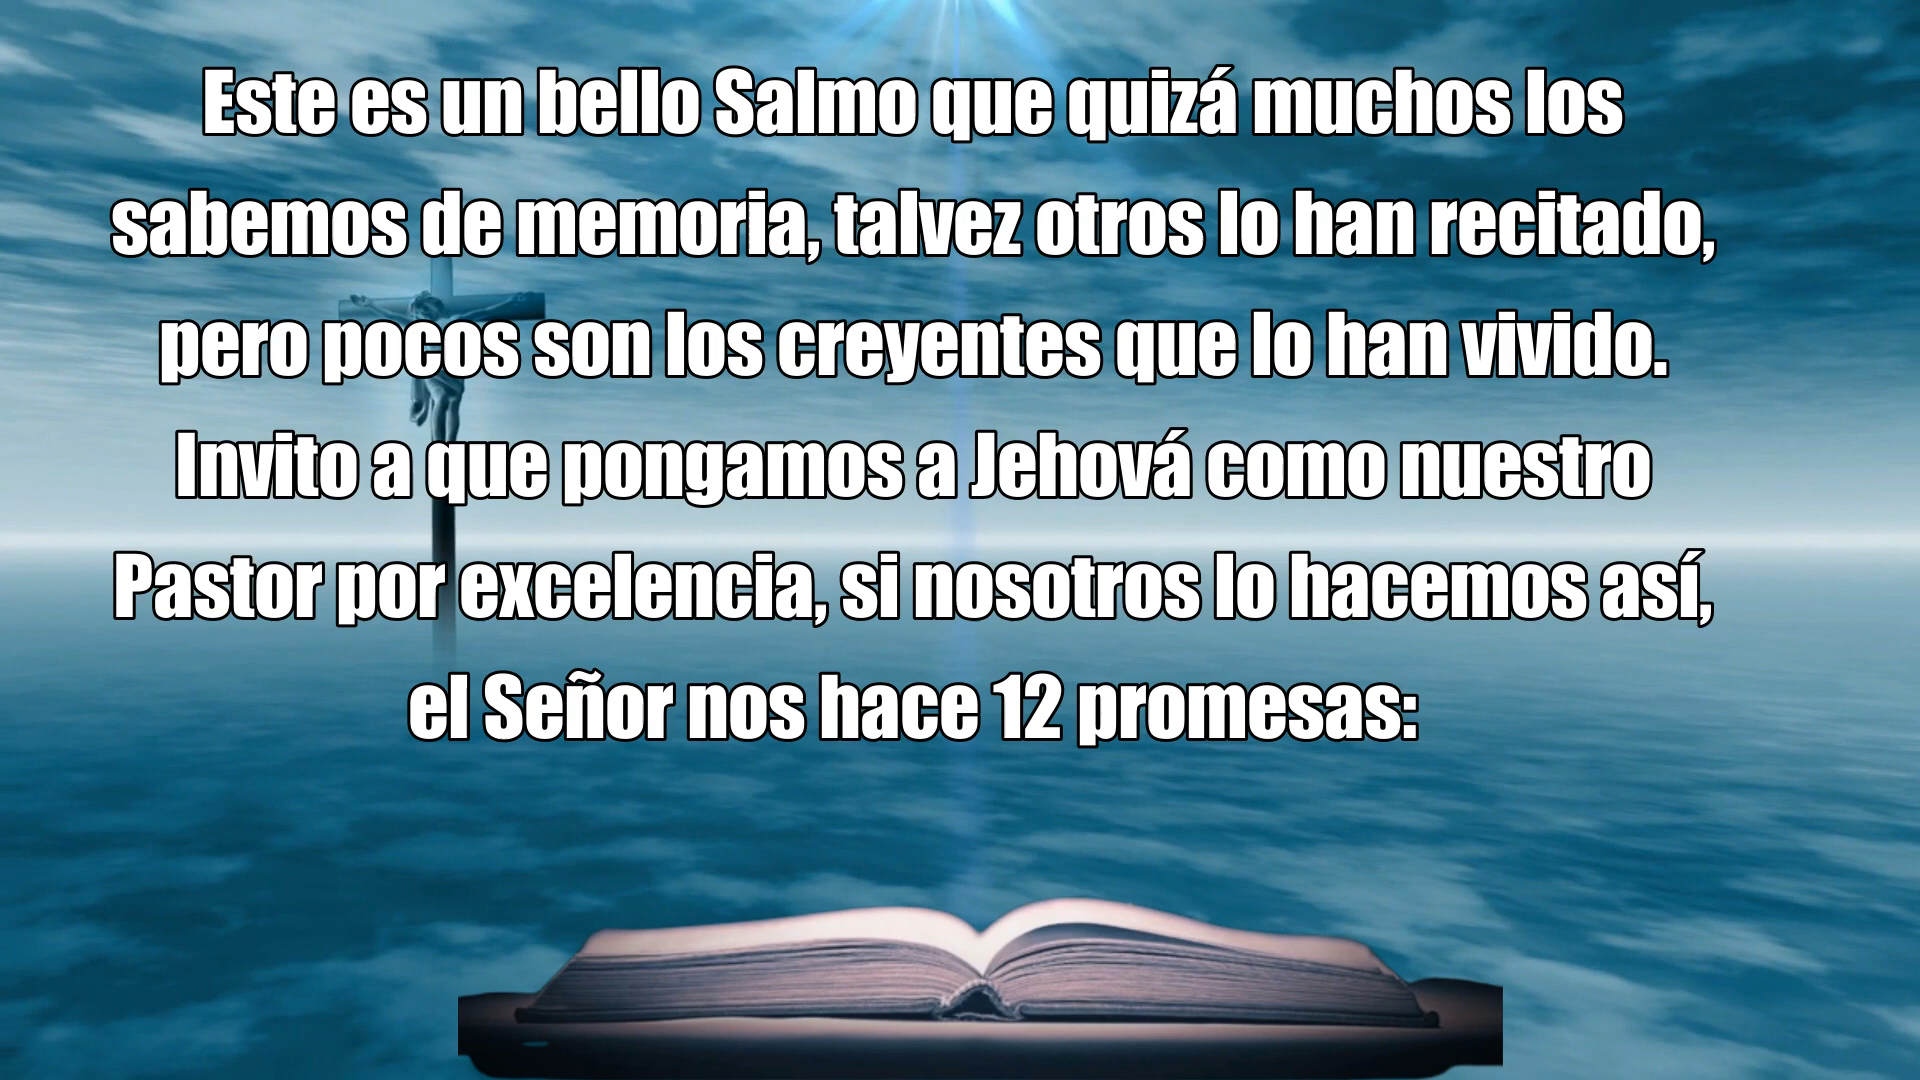 Este es un bello Salmo que quizá muchos los
sabemos de memoria, talvez otros lo han recitado,
pero pocos son los creyentes que lo han vivido.
Invito a que pongamos a Jehová como nuestro
Pastor por excelencia, si nosotros lo hacemos así,
el Señor nos hace 12 promesas: